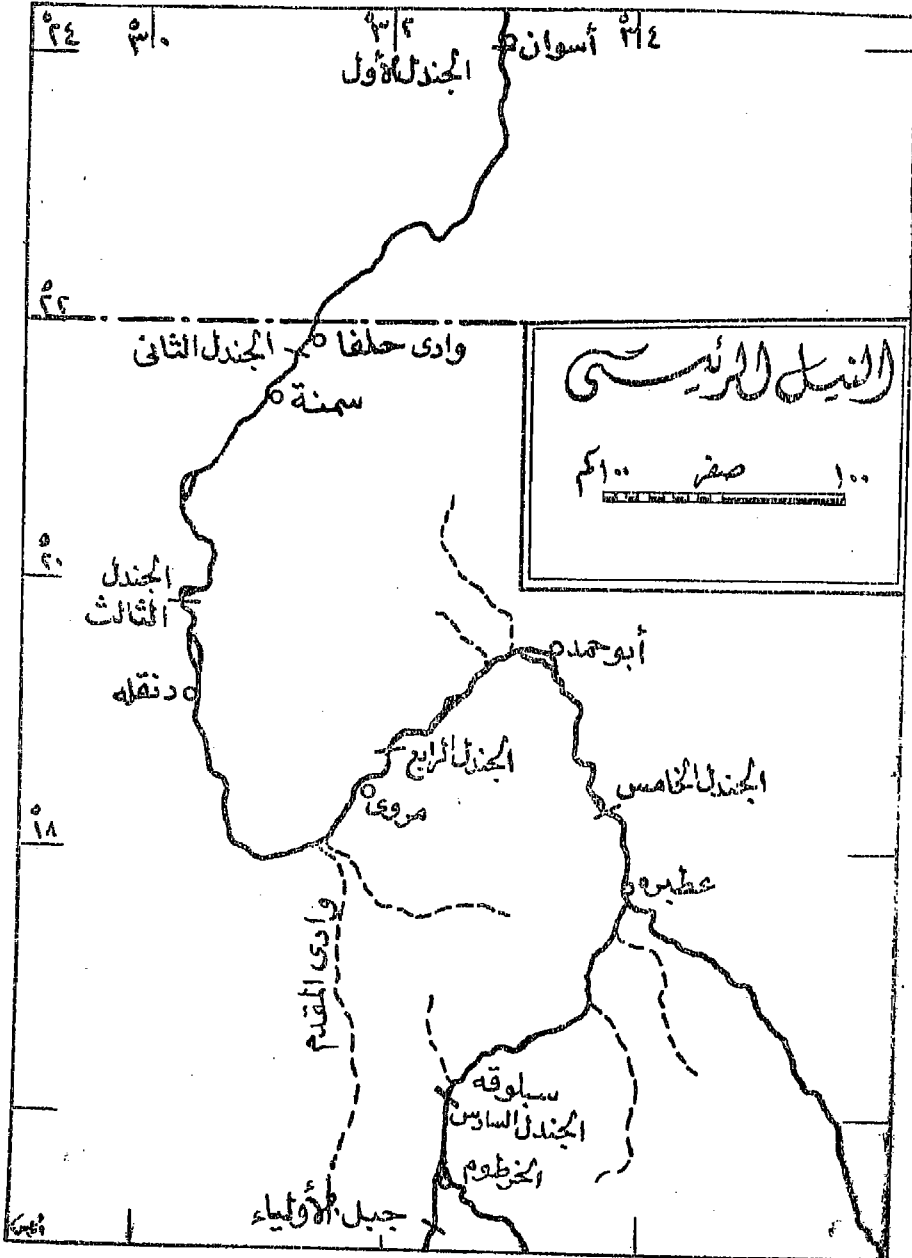 °٢٤ °٣٠ °٣٢ °٣٤
أسوان
الجندل الأول
°٢٢
وادى حلفا
الجندل الثانى
سمنة
النيل الرئيسى
١٠٠ صفر ١٠٠كم
°٢٠
الجندل
الثالث
أبو حمد
دنقله
الجندل الرابع
الجندل الخامس
مروى
°١٨
عطبره
وادى المقدم
سبلوقه
الجندل السادس
الخرطوم
جبل الأولياء